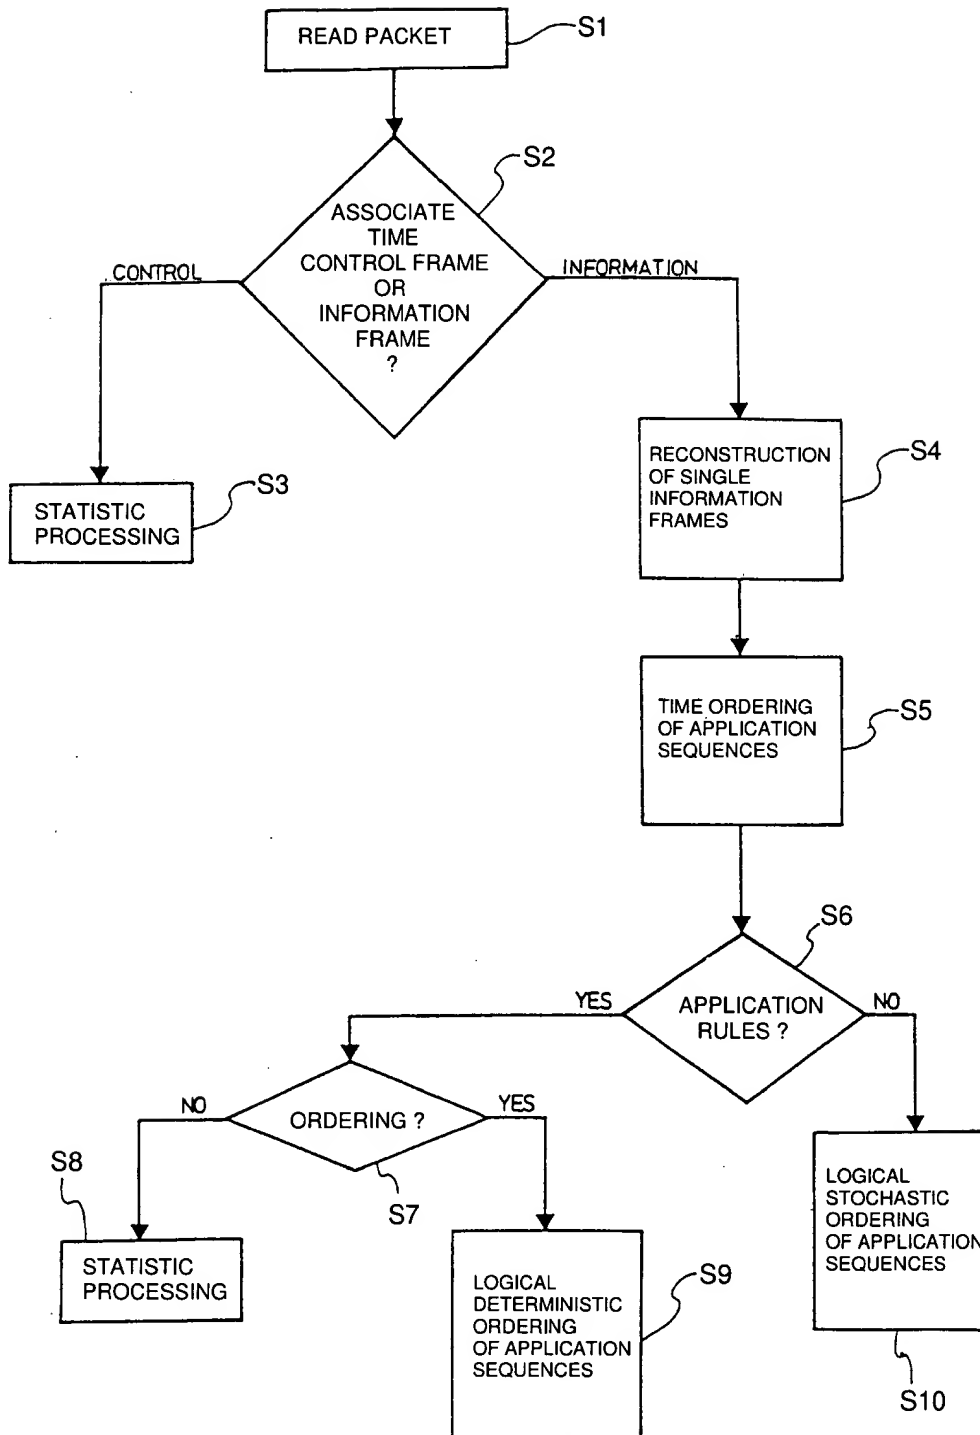 READ PACKET
S1
S2
ASSOCIATE
TIME
CONTROL FRAME
OR
INFORMATION
FRAME
?
CONTROL
INFORMATION
S3
STATISTIC
PROCESSING
S4
RECONSTRUCTION
OF SINGLE
INFORMATION
FRAMES
S5
TIME ORDERING
OF APPLICATION
SEQUENCES
S6
APPLICATION
RULES ?
YES
NO
ORDERING ?
NO
YES
S7
S8
STATISTIC
PROCESSING
S9
LOGICAL
DETERMINISTIC
ORDERING
OF APPLICATION
SEQUENCES
LOGICAL
STOCHASTIC
ORDERING
OF APPLICATION
SEQUENCES
S10